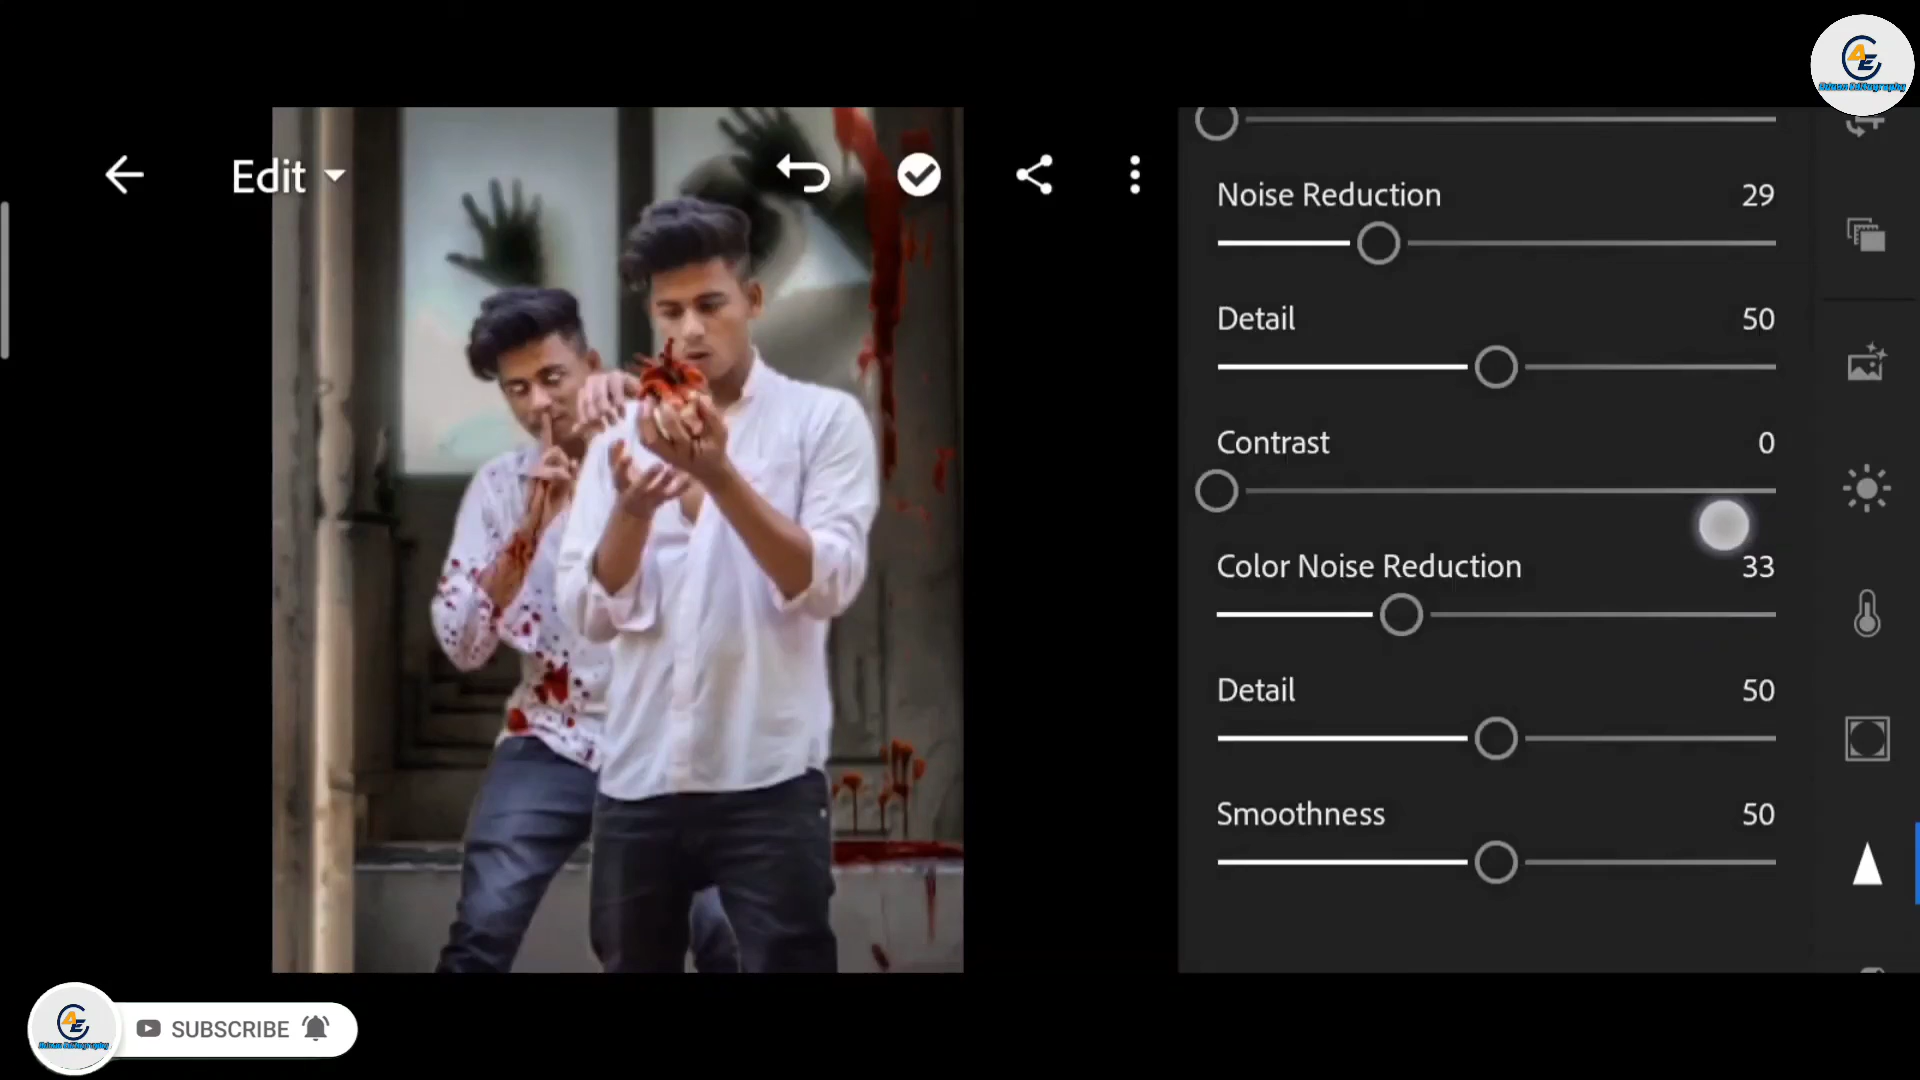 Edit
Noise Reduction 29
Detail 50
Contrast 0
Color Noise Reduction 33
Detail 50
Smoothness 50
SUBSCRIBE